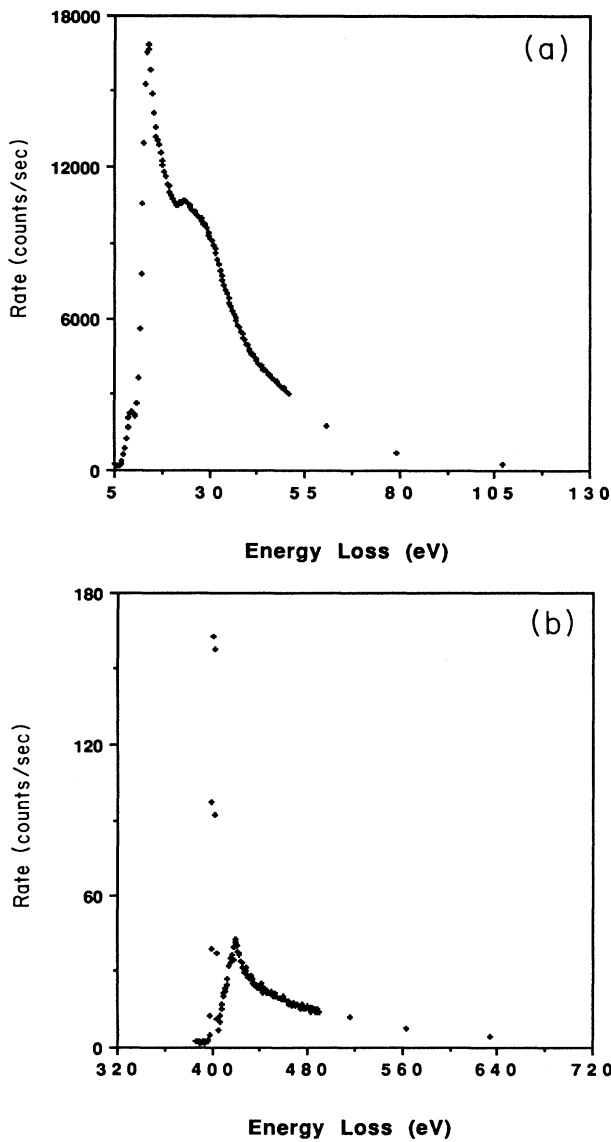 (a)
18000
12000
6000
0
Rate (counts/sec)
5 30 55 80 105 130
Energy Loss (eV)
(b)
180
120
60
0
Rate (counts/sec)
320 400 480 560 640 720
Energy Loss (eV)